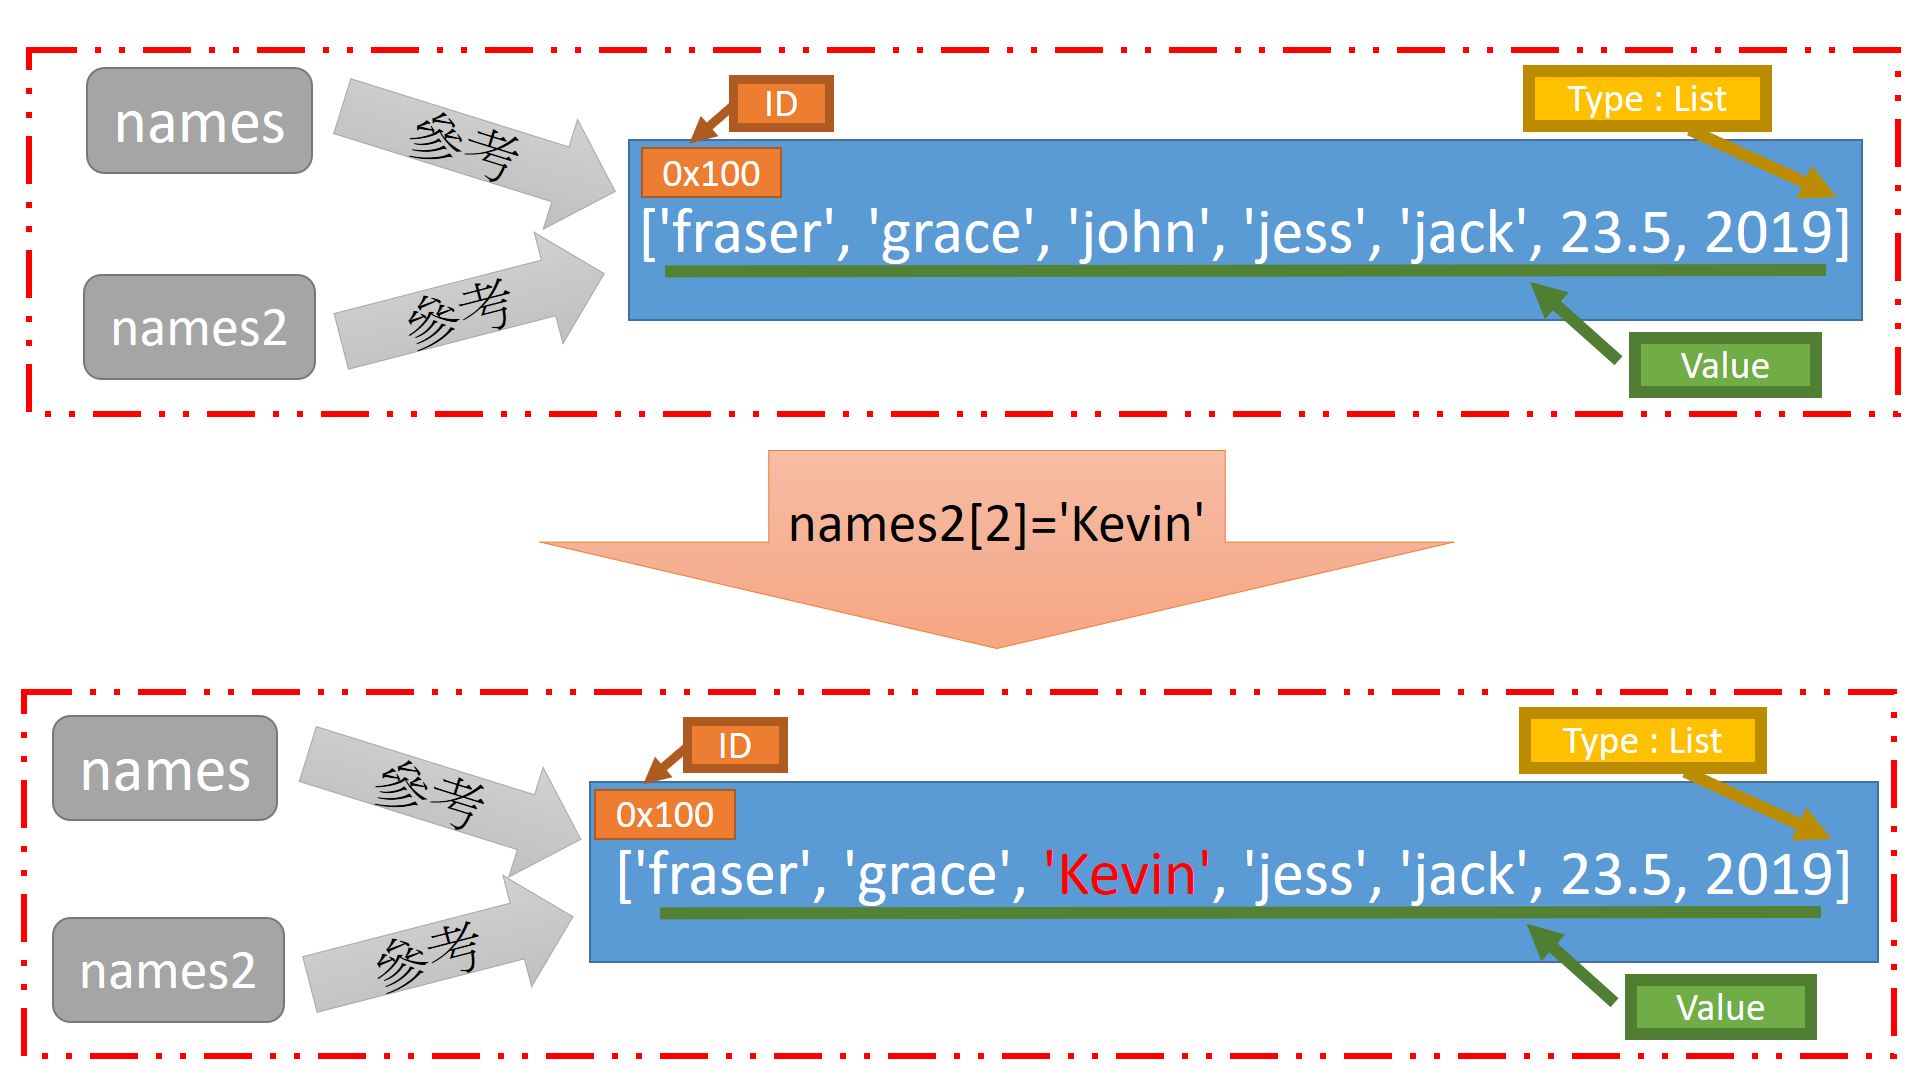 names
參考
ID
Type : List
0x100
['fraser', 'grace', 'john', 'jess', 'jack', 23.5, 2019]
names2
參考
Value
names2[2]='Kevin'
names
參考
ID
Type : List
0x100
['fraser', 'grace', 'Kevin', 'jess', 'jack', 23.5, 2019]
names2
參考
Value